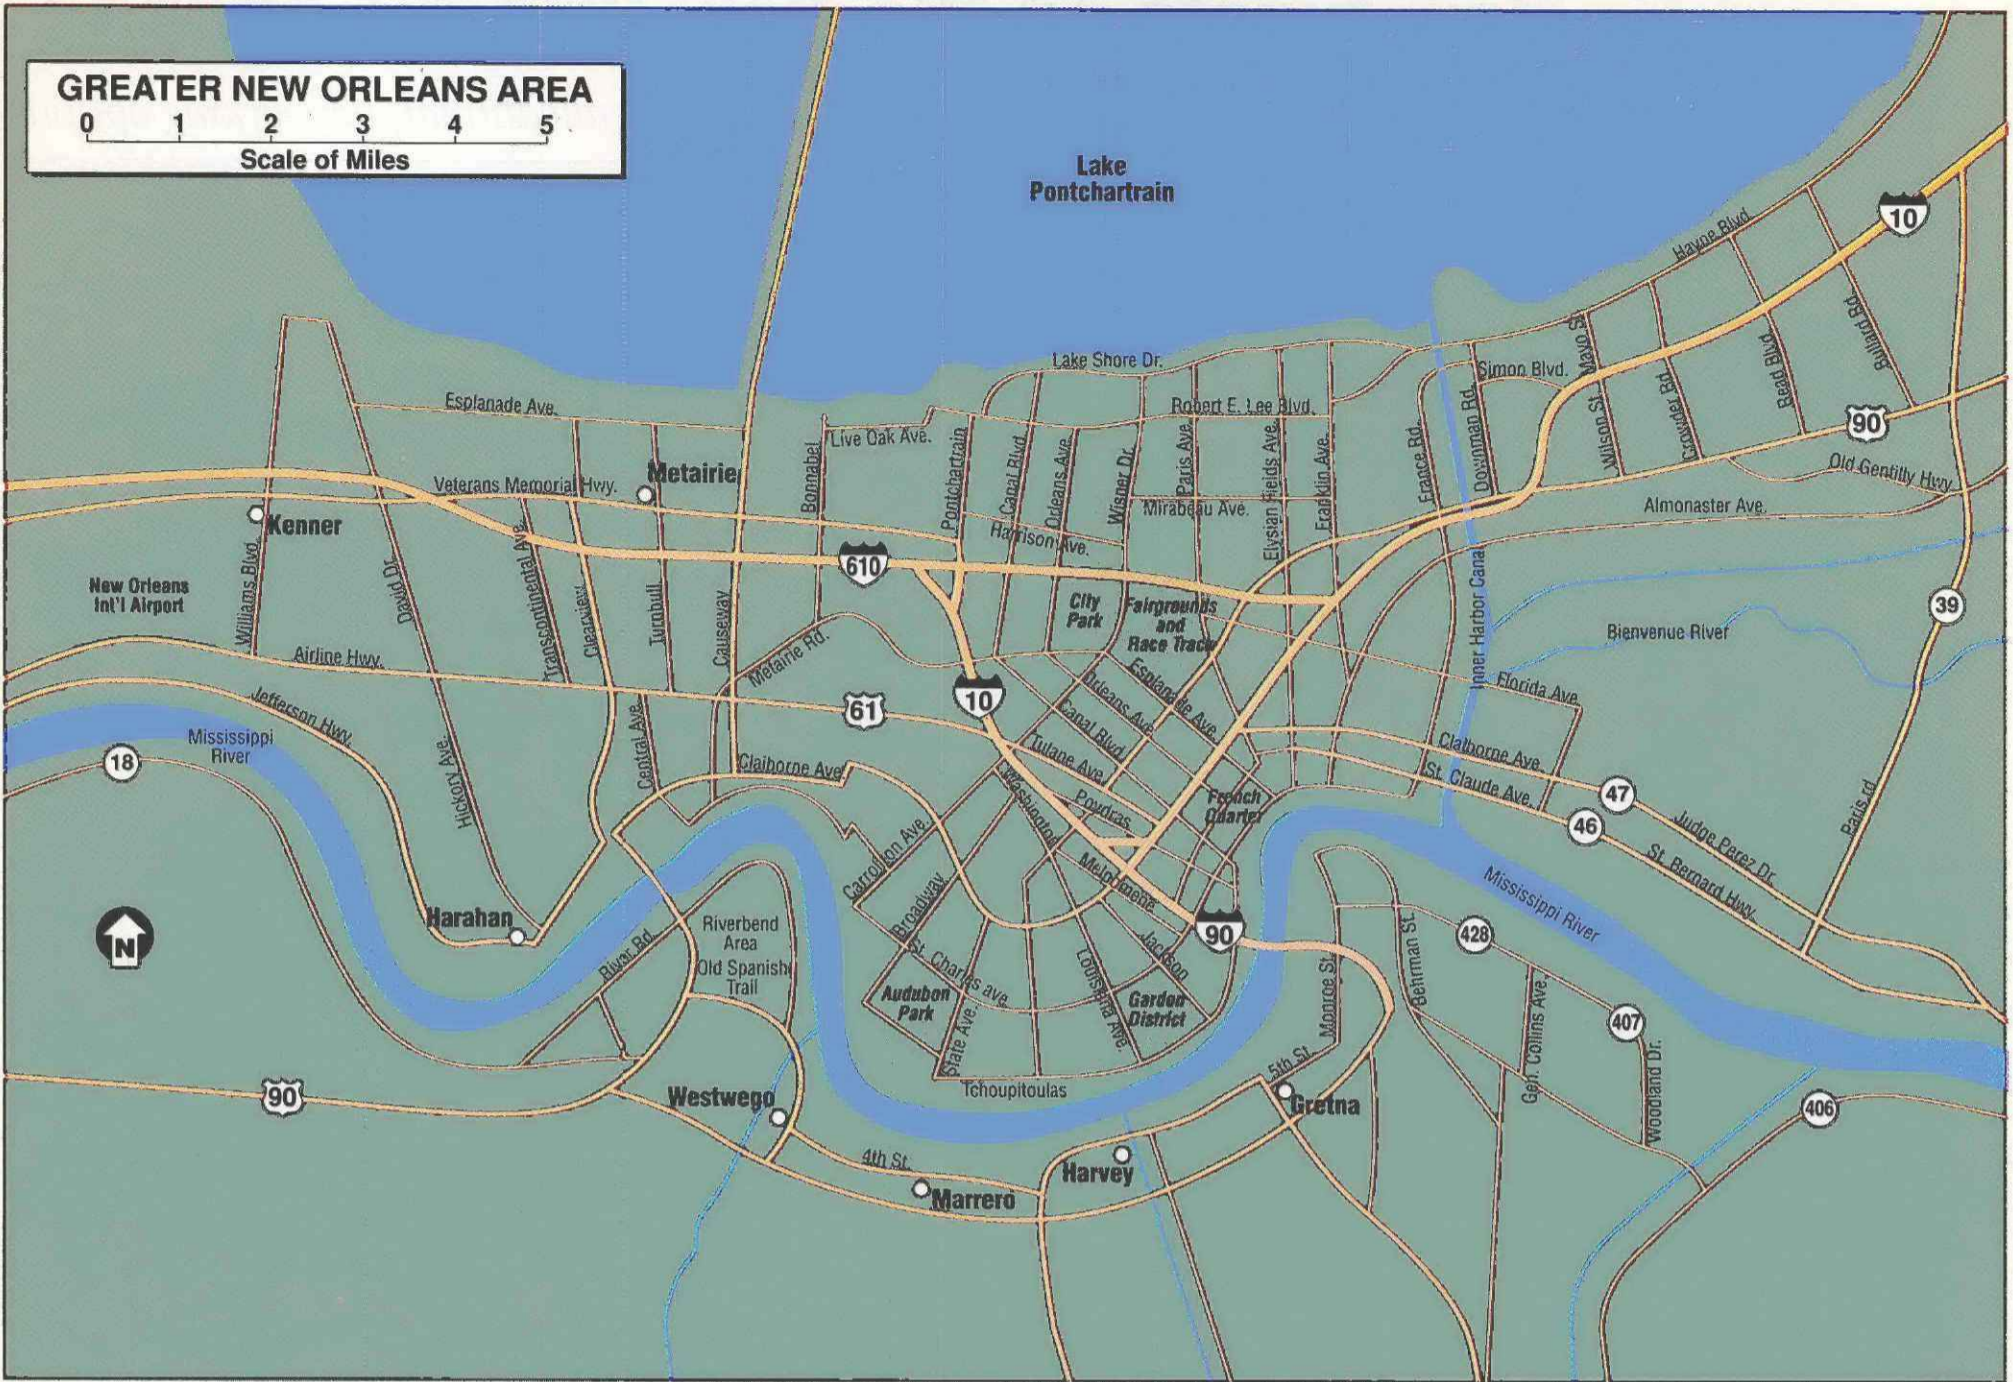 GREATER NEW ORLEANS AREA
0 1 2 3 4 5
Scale of Miles
Lake
Pontchartrain
10
Hayne Blvd.
Lake Shore Dr.
Simon Blvd.
Mayo St.
Read Blvd.
Bullard Rd.
Esplanade Ave.
Robert E. Lee Blvd.
Live Oak Ave.
90
Wilson St.
Crowder Rd.
Downman Rd.
France Rd.
Bonnabel
Pontchartrain
Canal Blvd.
Orleans Ave.
Wisner Dr.
Paris Ave.
Elysian Fields Ave.
Franklin Ave.
Old Gentilly Hwy.
Metairie
Veterans Memorial Hwy.
Kenner
Mirabeau Ave.
Almonaster Ave.
Harrison Ave.
610
New Orleans
Int'l Airport
Williams Blvd.
David Dr.
Transcontinental Ave.
Clearview
Turnbull
Causeway
City
Park
Fairgrounds
and
Race Track
Inner Harbor Canal
39
Bienvenue River
Airline Hwy.
Metairie Rd.
Florida Ave.
Jefferson Hwy.
61
10
Orleans Ave.
Esplanade Ave.
Canal Blvd.
Tulane Ave.
Mississippi
River
18
Hickory Ave.
Central Ave.
Claiborne Ave.
Washington
Poydras
French
Quarter
Claiborne Ave.
St. Claude Ave.
47
46
Judge Perez Dr.
St. Bernard Hwy.
Paris rd
Carrollton Ave.
Broadway
Melpomene
Mississippi River
N
Harahan
River Rd.
Riverbend
Area
Old Spanish
Trail
St. Charles ave.
Louisiana Ave.
Jackson
90
Monroe St.
Behrman St.
428
Audubon
Park
State Ave.
Garden
District
Gen. Collins Ave.
407
Woodland Dr.
90
Westwego
Tchoupitoulas
5th St.
Gretna
406
4th St.
Harvey
Marrero